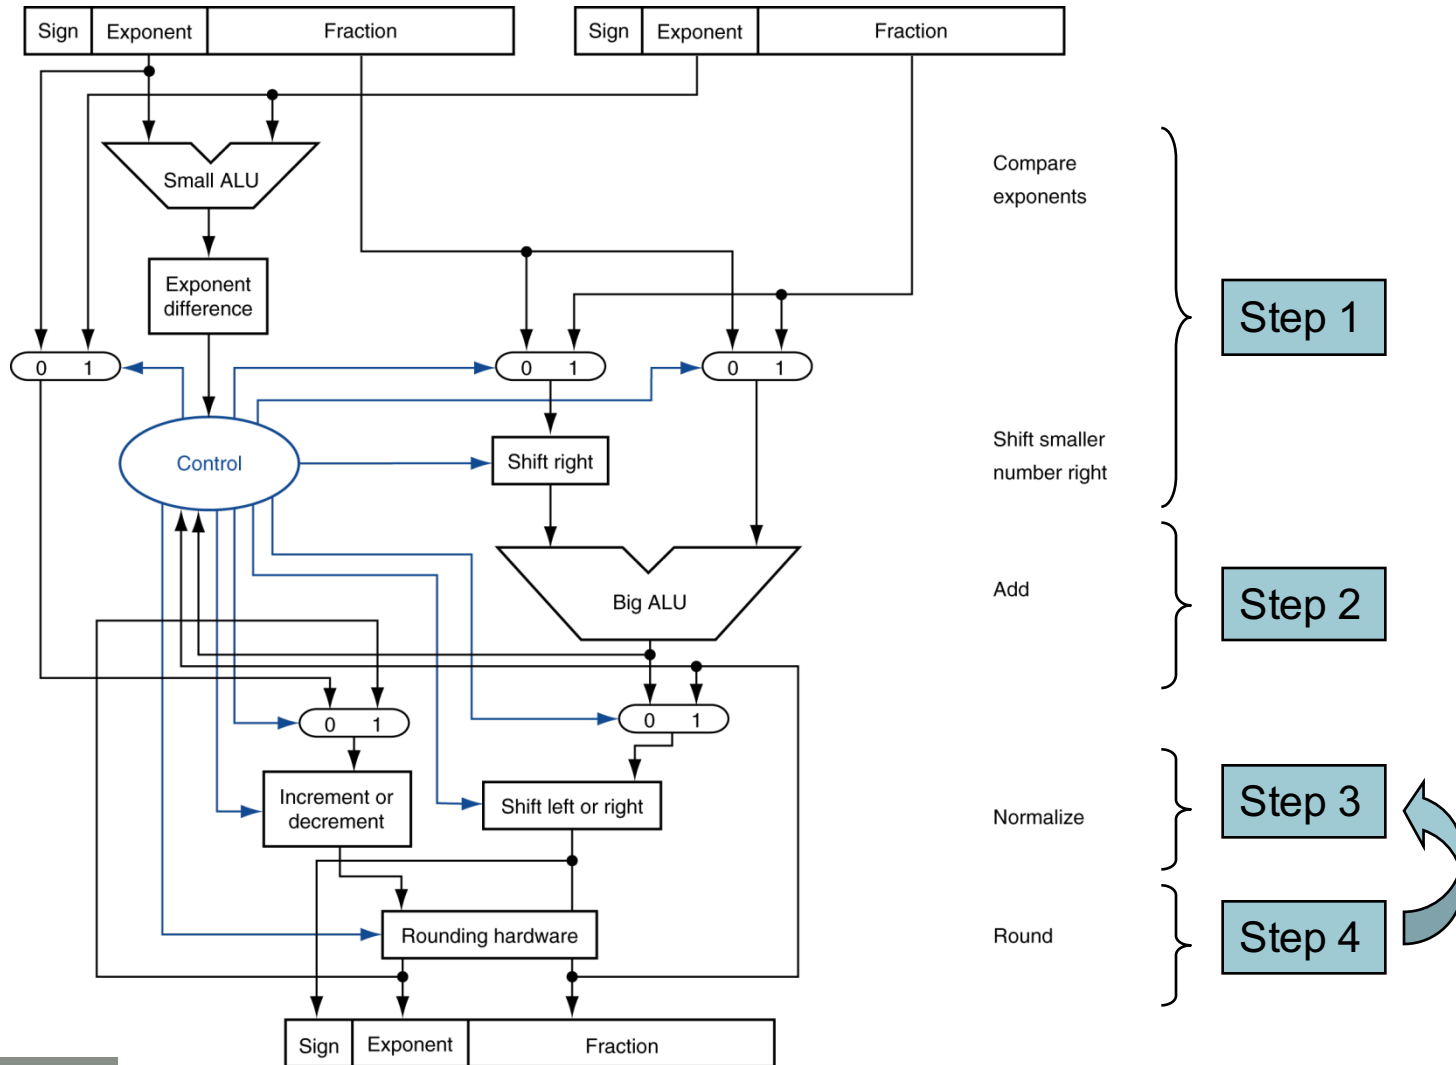 Sign Exponent Fraction
Sign Exponent Fraction
Small ALU
Compare
exponents
Exponent
difference
Step 1
0 1
0 1
0 1
Control
Shift right
Shift smaller
number right
Big ALU
Add
Step 2
0 1
0 1
Increment or
decrement
Shift left or right
Normalize
Step 3
Rounding hardware
Round
Step 4
Sign Exponent Fraction